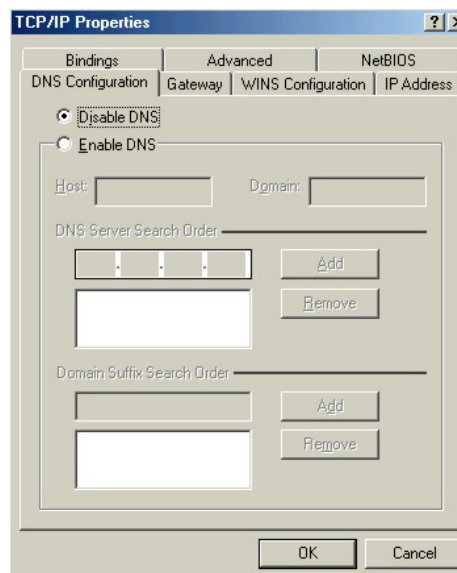 TCP/IP Properties
Bindings Advanced NetBIOS
DNS Configuration Gateway WINS Configuration IP Address
Disable DNS
Enable DNS
Host: Domain:
DNS Server Search Order
Add
Remove
Domain Suffix Search Order
Add
Remove
OK Cancel